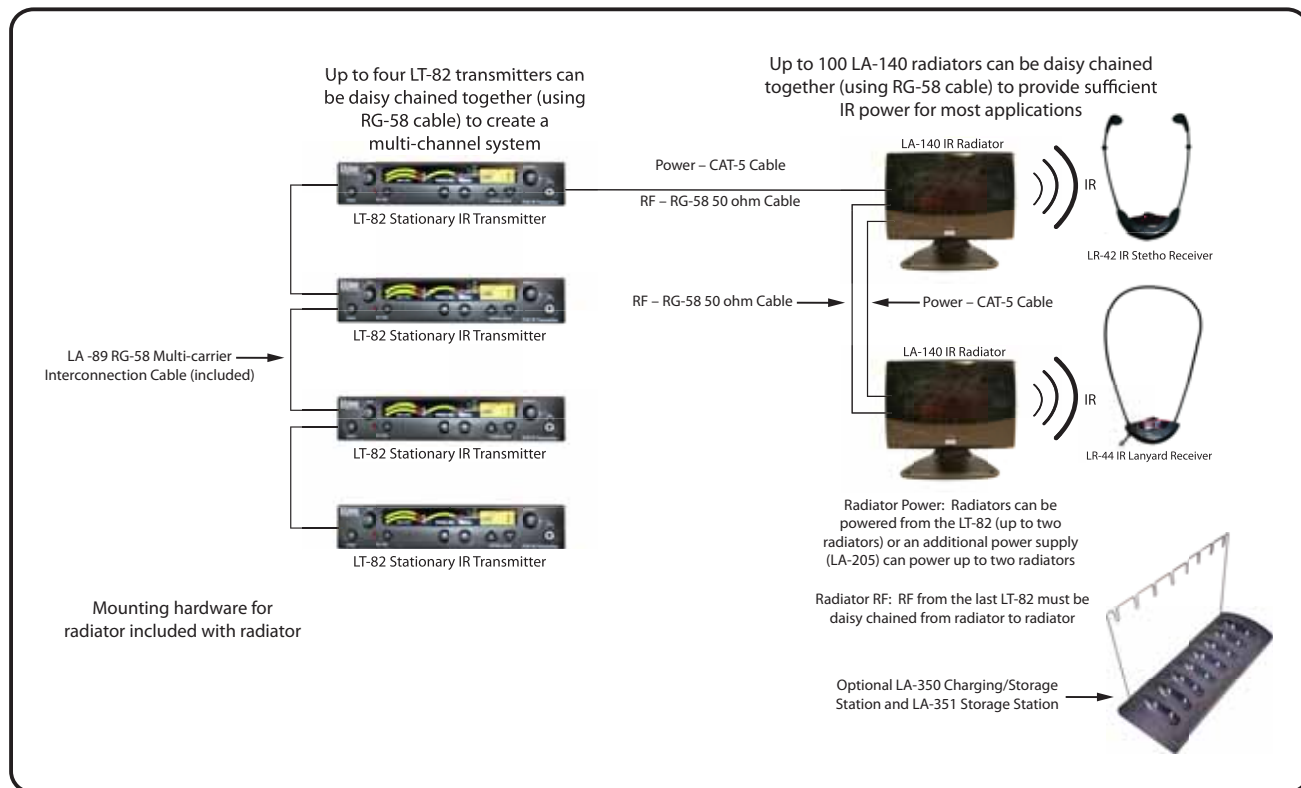 Up to four LT-82 transmitters can
be daisy chained together (using
RG-58 cable) to create a
multi-channel system
LT-82 Stationary IR Transmitter
LT-82 Stationary IR Transmitter
LA -89 RG-58 Multi-carrier
Interconnection Cable (included)
LT-82 Stationary IR Transmitter
LT-82 Stationary IR Transmitter
Mounting hardware for
radiator included with radiator
Up to 100 LA-140 radiators can be daisy chained
together (using RG-58 cable) to provide sufficient
IR power for most applications
Power – CAT-5 Cable
RF – RG-58 50 ohm Cable
LA-140 IR Radiator
IR
LR-42 IR Stetho Receiver
RF – RG-58 50 ohm Cable
Power – CAT-5 Cable
LA-140 IR Radiator
IR
LR-44 IR Lanyard Receiver
Radiator Power: Radiators can be
powered from the LT-82 (up to two
radiators) or an additional power supply
(LA-205) can power up to two radiators
Radiator RF: RF from the last LT-82 must be
daisy chained from radiator to radiator
Optional LA-350 Charging/Storage
Station and LA-351 Storage Station